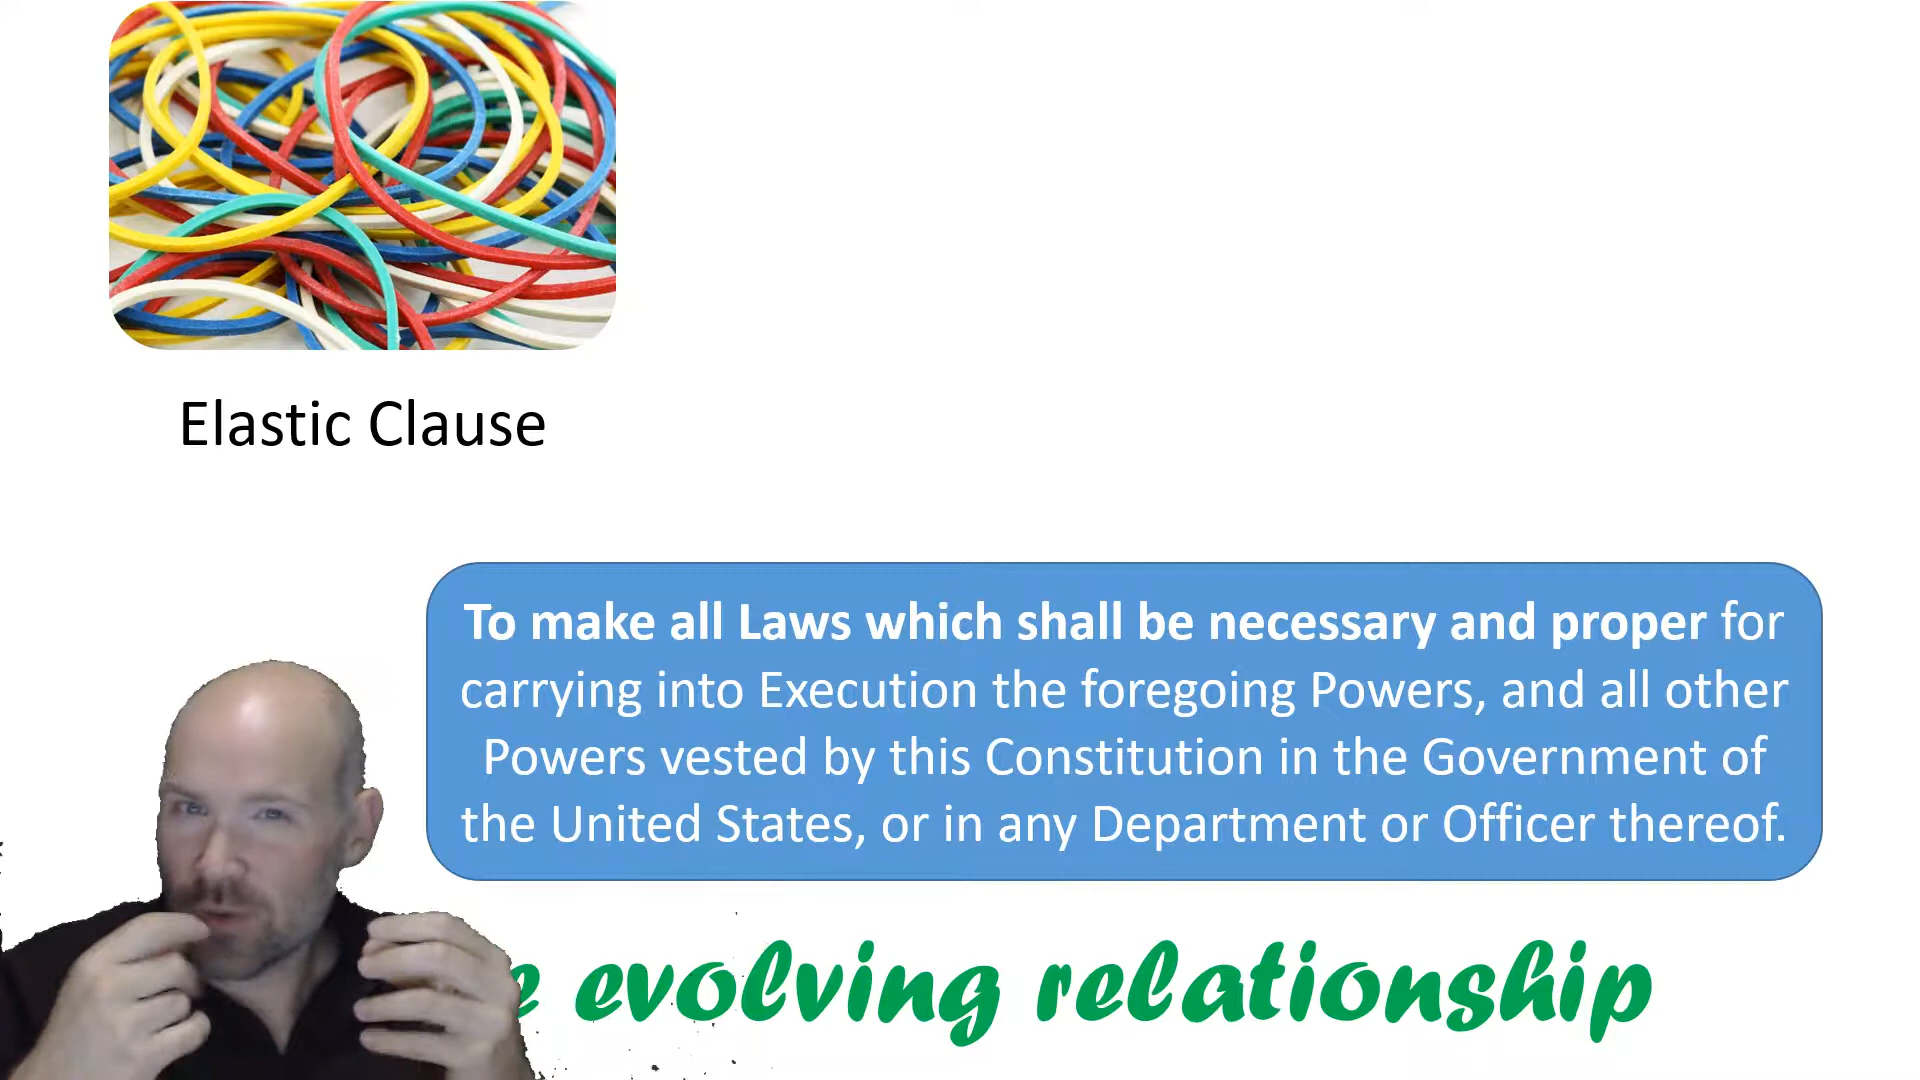 Elastic Clause
To make all Laws which shall be necessary and proper for
carrying into Execution the foregoing Powers, and all other
Powers vested by this Constitution in the Government of
the United States, or in any Department or Officer thereof.
evolving relationship